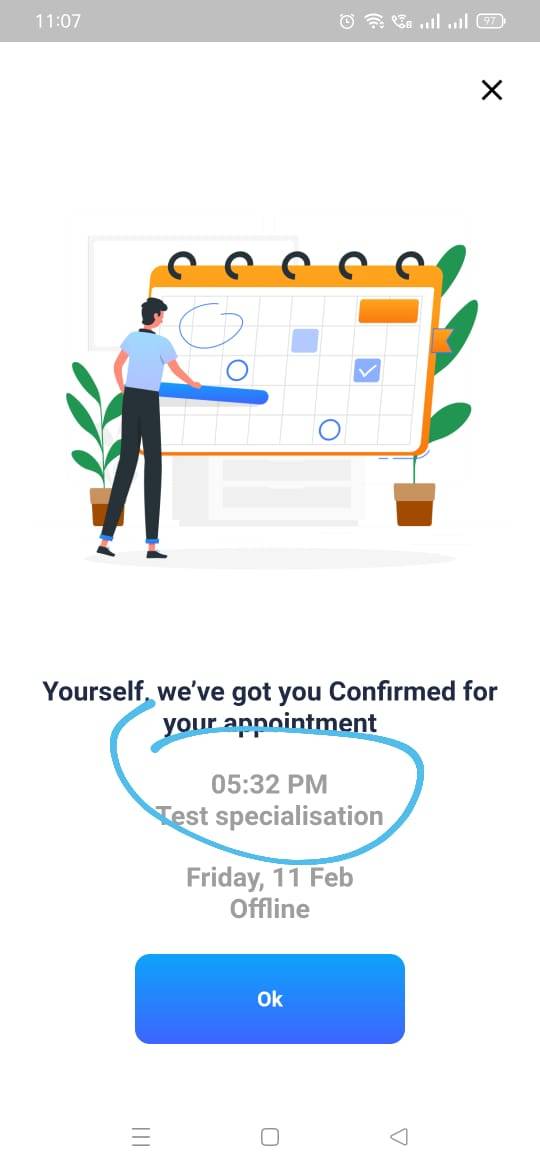 11:07
97
Yourself, we've got you Confirmed for
your appointment
05:32 PM
Test specialisation
Friday, 11 Feb
Offline
Ok